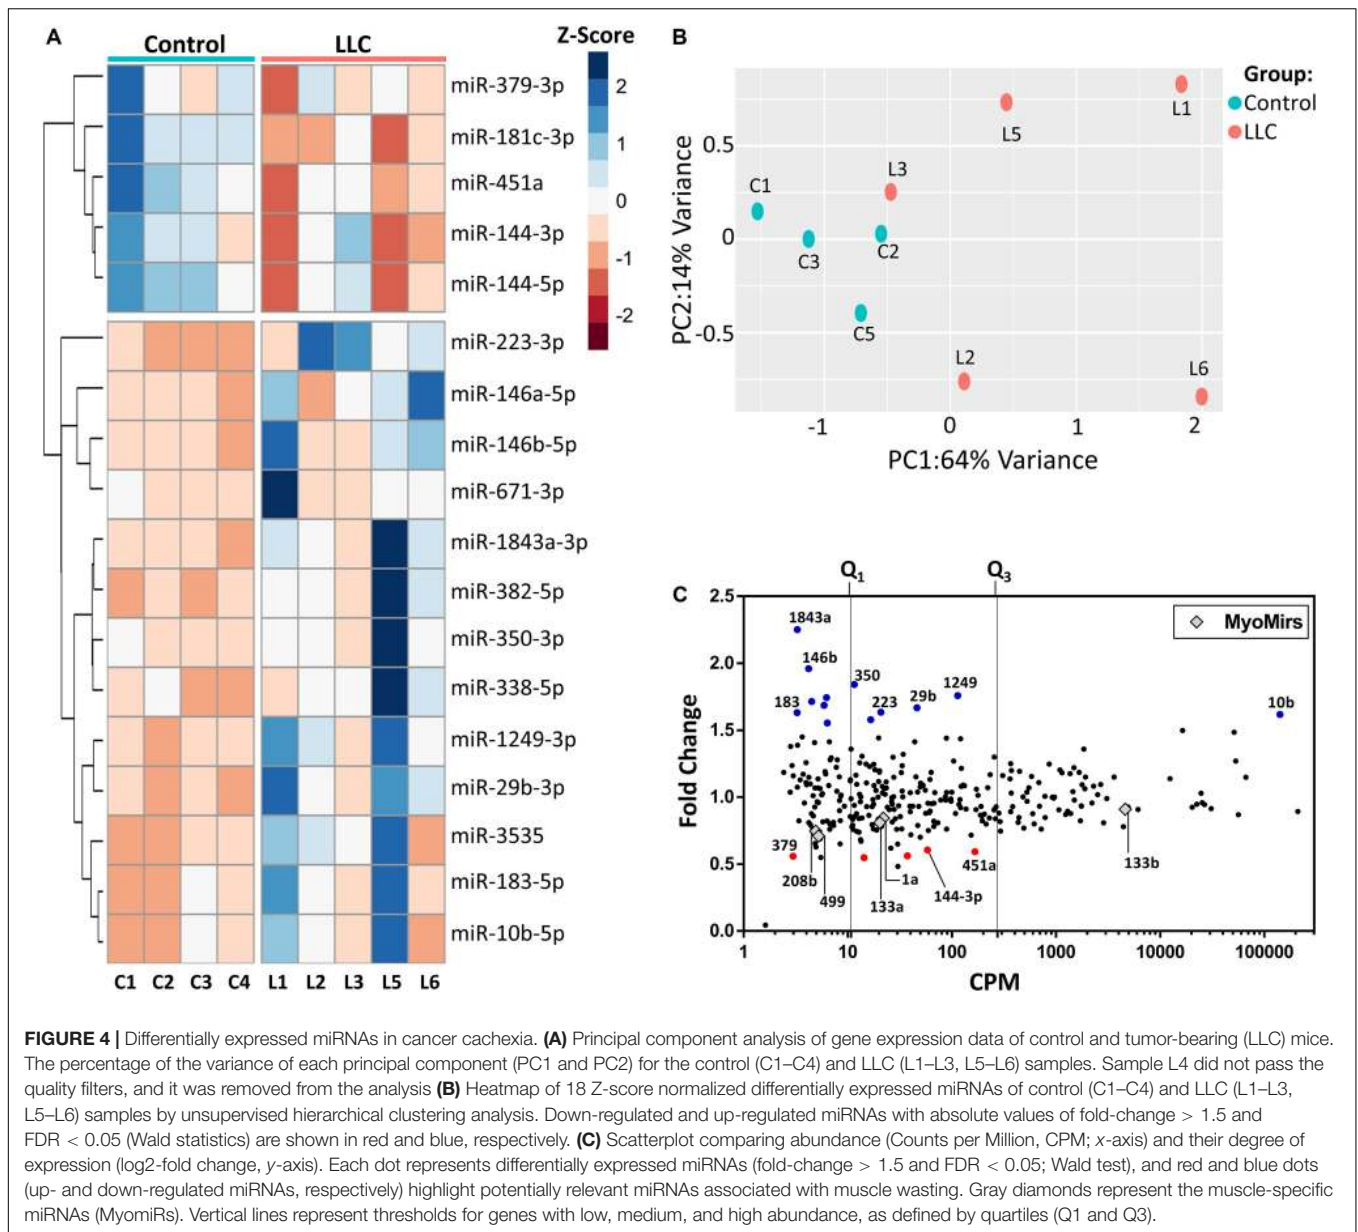 A
Control
LLC
Z-Score
2
1
0
-1
-2
miR-379-3p
miR-181c-3p
miR-451a
miR-144-3p
miR-144-5p
miR-223-3p
miR-146a-5p
miR-146b-5p
miR-671-3p
miR-1843a-3p
miR-382-5p
miR-350-3p
miR-338-5p
miR-1249-3p
miR-29b-3p
miR-3535
miR-183-5p
miR-10b-5p
C1 C2 C3 C4 L1 L2 L3 L5 L6
B
Group:
Control
LLC
PC2:14% Variance
0.5
0
-0.5
L1
L5
L3
C1
C2
C3
C5
L2
L6
-1 0 1 2
PC1:64% Variance
C
Q1 Q3
MyoMirs
Fold Change
2.5
2.0
1.5
1.0
0.5
0.0
1843a
146b
350
183
223
29b
1249
10b
379
208b
499
133a
1a
144-3p
451a
133b
1 10 100 1000 10000 100000
CPM
FIGURE 4 | Differentially expressed miRNAs in cancer cachexia. (A) Principal component analysis of gene expression data of control and tumor-bearing (LLC) mice.
The percentage of the variance of each principal component (PC1 and PC2) for the control (C1–C4) and LLC (L1–L3, L5–L6) samples. Sample L4 did not pass the
quality filters, and it was removed from the analysis (B) Heatmap of 18 Z-score normalized differentially expressed miRNAs of control (C1–C4) and LLC (L1–L3,
L5–L6) samples by unsupervised hierarchical clustering analysis. Down-regulated and up-regulated miRNAs with absolute values of fold-change > 1.5 and
FDR < 0.05 (Wald statistics) are shown in red and blue, respectively. (C) Scatterplot comparing abundance (Counts per Million, CPM; x-axis) and their degree of
expression (log2-fold change, y-axis). Each dot represents differentially expressed miRNAs (fold-change > 1.5 and FDR < 0.05; Wald test), and red and blue dots
(up- and down-regulated miRNAs, respectively) highlight potentially relevant miRNAs associated with muscle wasting. Gray diamonds represent the muscle-specific
miRNAs (MyomiRs). Vertical lines represent thresholds for genes with low, medium, and high abundance, as defined by quartiles (Q1 and Q3).